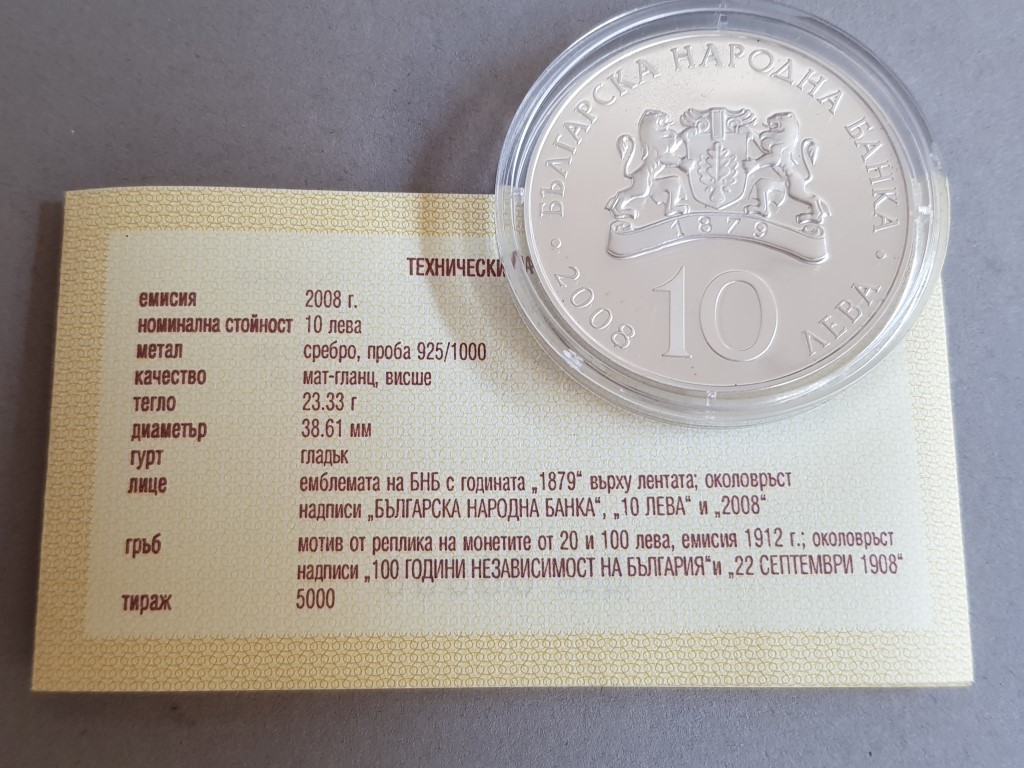 БЪЛГАРСКА НАРОДНА БАНКА
1879
2008
10
ЛЕВА
ТЕХНИЧЕСКИ
емисия 2008 г.
номинална стойност 10 лева
метал сребро, проба 925/1000
качество мат-гланц, висше
тегло 23.33 г
диаметър 38.61 мм
гурт гладък
лице емблемата на БНБ с годината „1879“ върху лентата; околовръст
надписи „БЪЛГАРСКА НАРОДНА БАНКА“, „10 ЛЕВА“ и „2008“
гръб мотив от реплика на монетите от 20 и 100 лева, емисия 1912 г.; околовръст
надписи „100 ГОДИНИ НЕЗАВИСИМОСТ НА БЪЛГАРИЯ“и „22 СЕПТЕМВРИ 1908“
тираж 5000